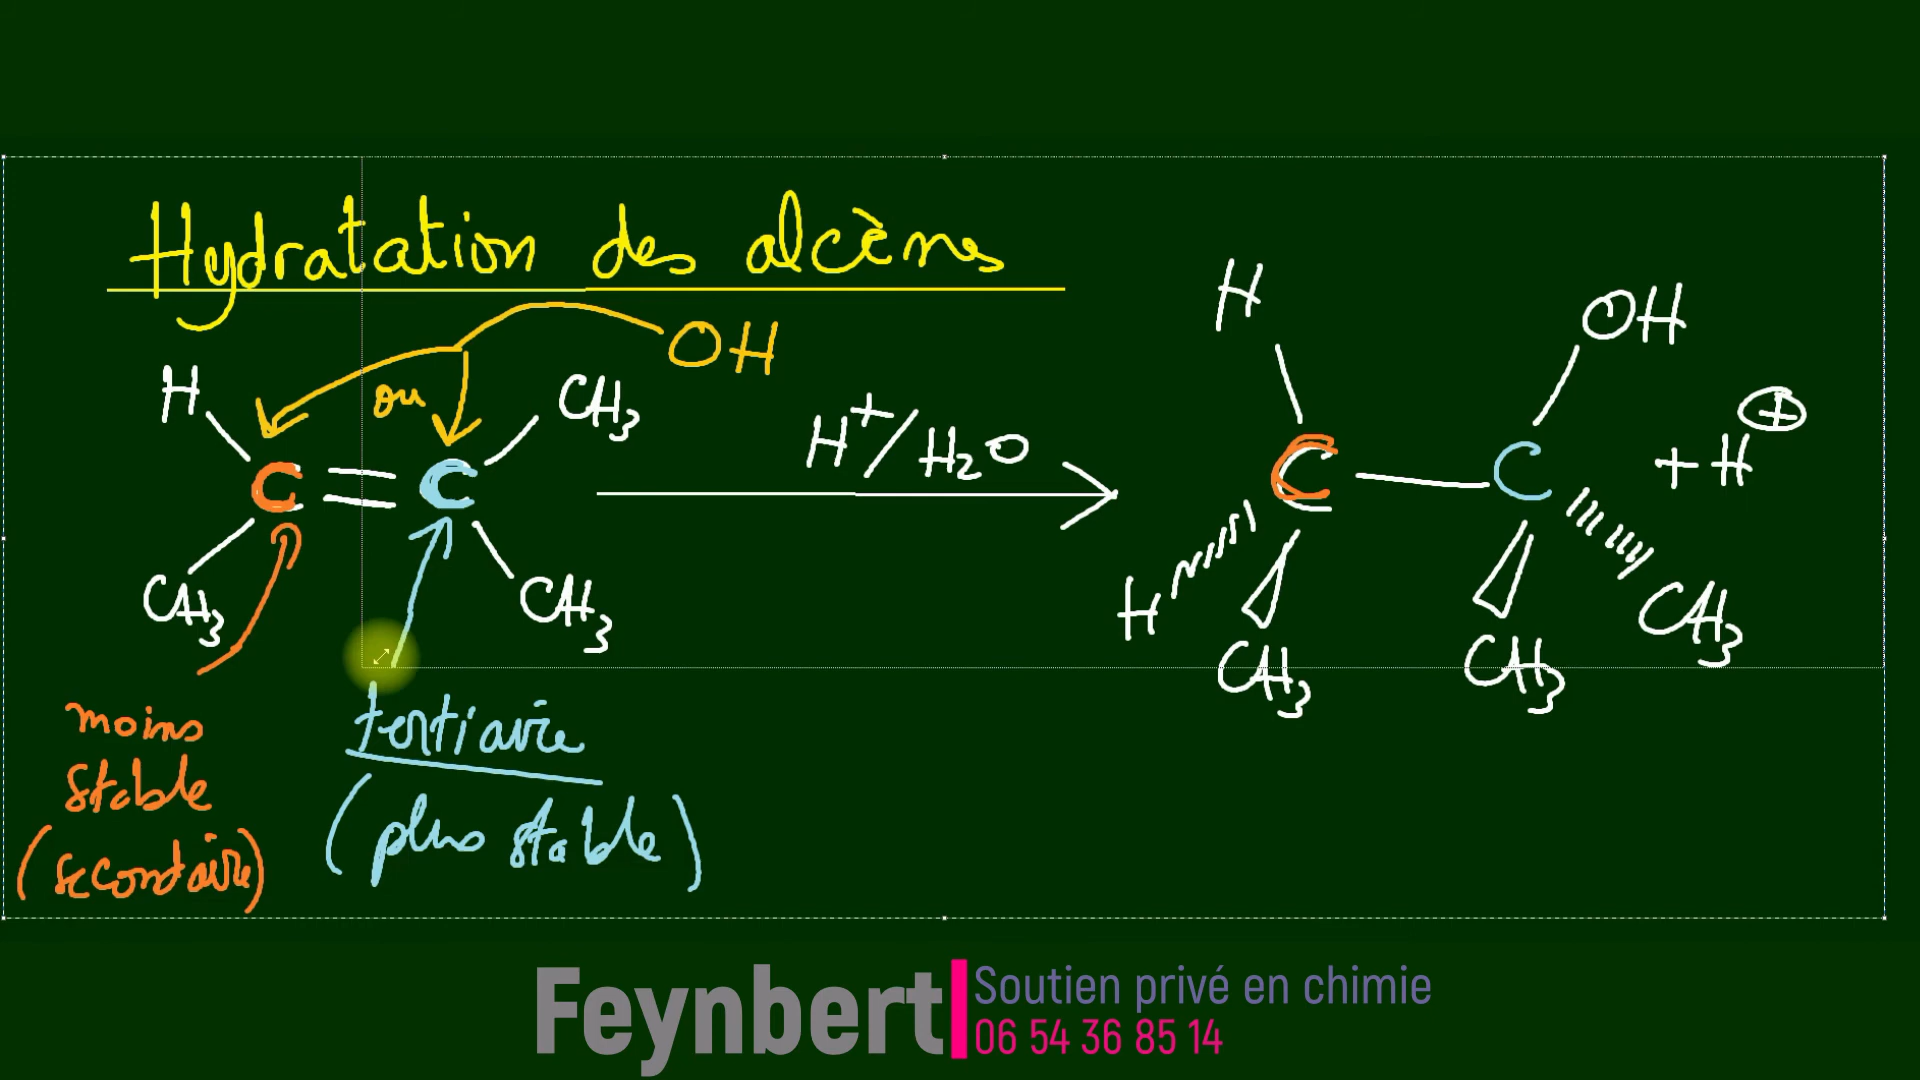 Hydratation des alcènes
OH
ou
H
CH3
C = C
CH3
CH3
H+/H2O
H
OH
C — C
+ H⊕
H
CH3
CH3
CH3
moins
stable
(secondaire)
tertiaire
(plus stable)
Feynbert
Soutien privé en chimie
06 54 36 85 14